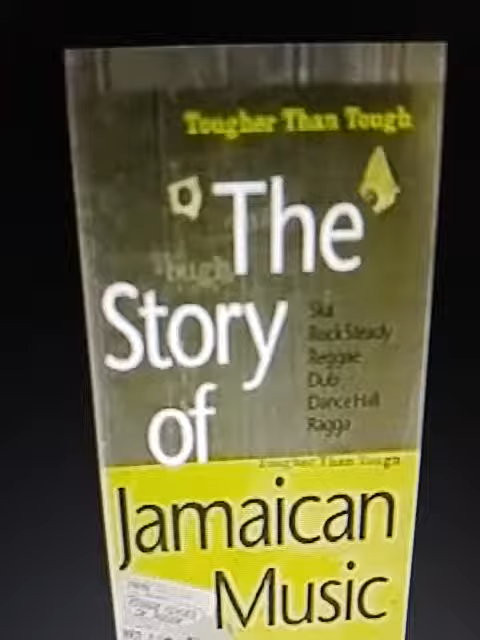 Tougher Than Tough
The
Tough
Story
of
Ska
Rock Steady
Reggae
Dub
Dance Hall
Ragga
Tougher Than Tough
Jamaican
Music